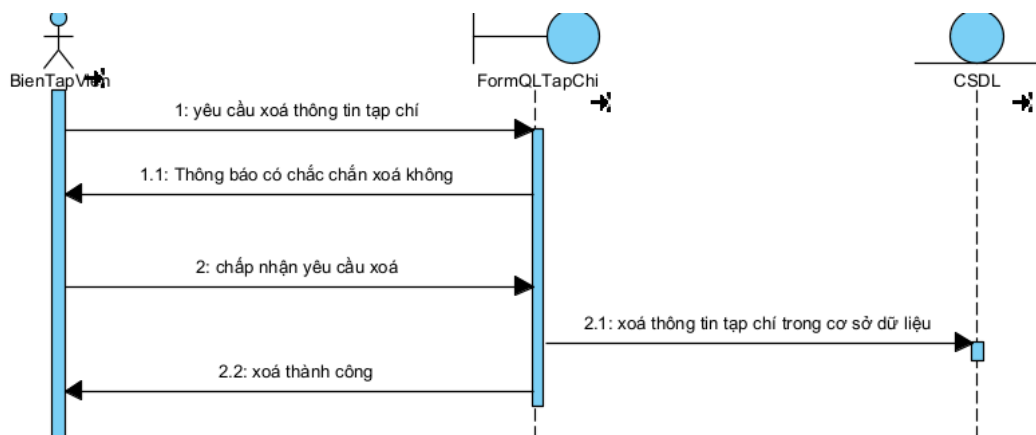 BienTapVien
FormQLTapChi
CSDL
1: yêu cầu xoá thông tin tạp chí
1.1: Thông báo có chắc chắn xoá không
2: chấp nhận yêu cầu xoá
2.1: xoá thông tin tạp chí trong cơ sở dữ liệu
2.2: xoá thành công